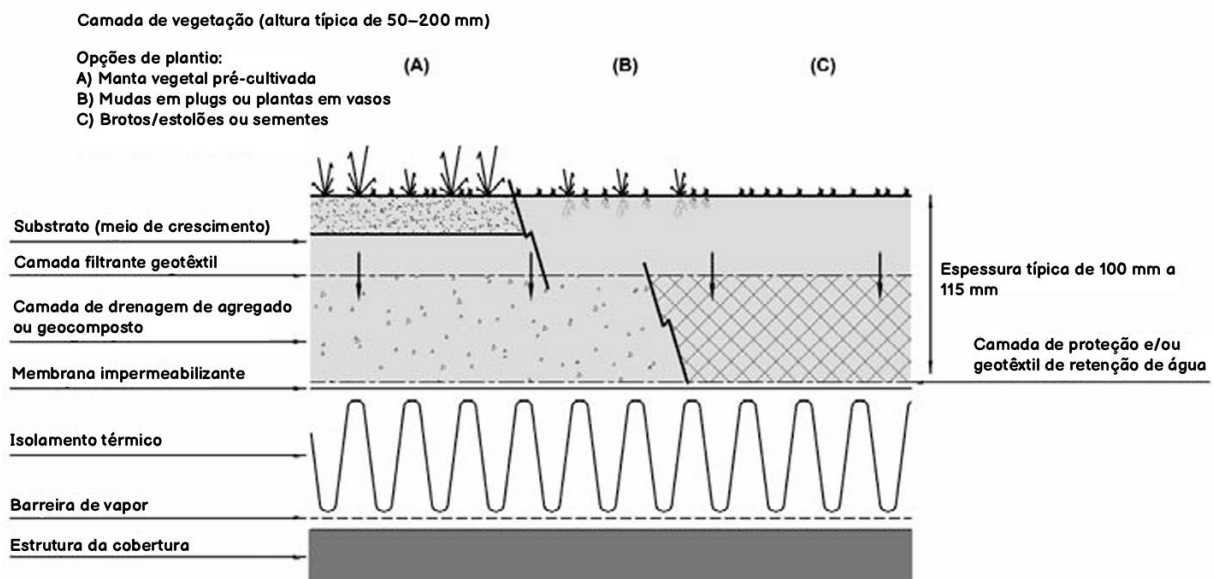 Camada de vegetação (altura típica de 50–200 mm)
Opções de plantio:
A) Manta vegetal pré-cultivada
B) Mudas em plugs ou plantas em vasos
C) Brotos/estolões ou sementes
(A)
(B)
(C)
Substrato (meio de crescimento)
Camada filtrante geotêxtil
Camada de drenagem de agregado
ou geocomposto
Membrana impermeabilizante
Isolamento térmico
Barreira de vapor
Estrutura da cobertura
Espessura típica de 100 mm a
115 mm
Camada de proteção e/ou
geotêxtil de retenção de água